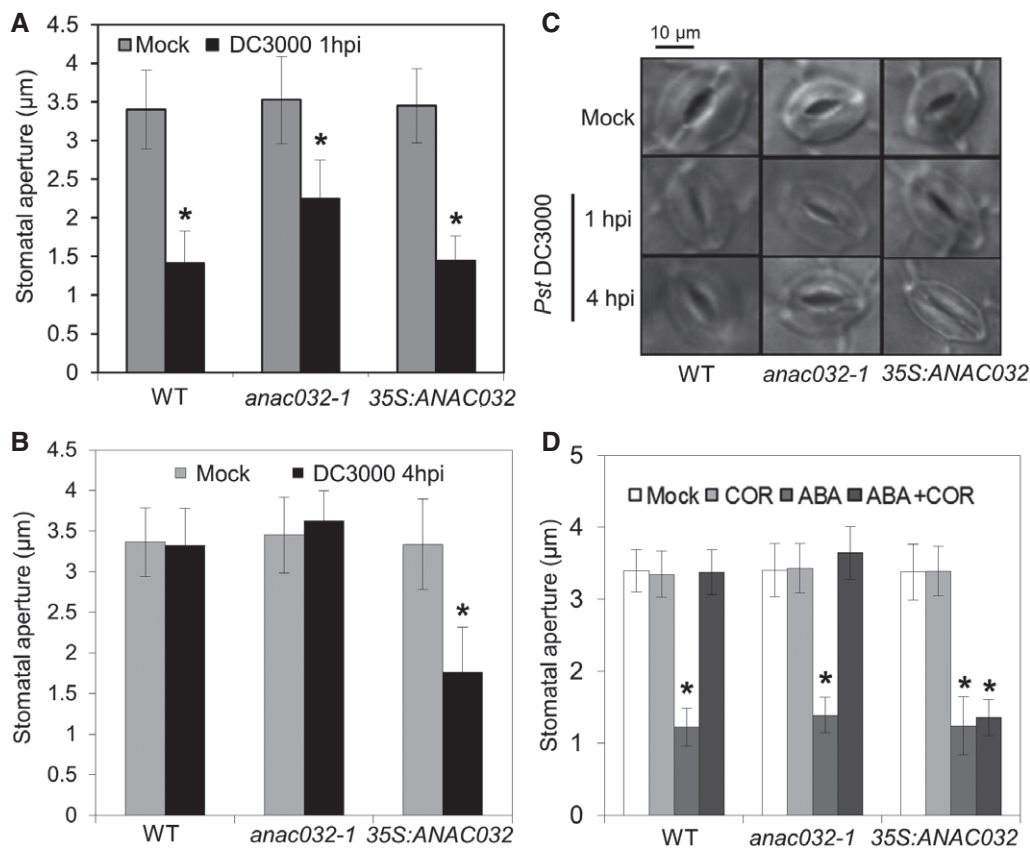 A
Stomatal aperture (µm)
4.5
4
3.5
3
2.5
2
1.5
1
0.5
0
Mock DC3000 1hpi
*
*
*
WT anac032-1 35S:ANAC032
C
10 µm
Mock
Pst DC3000
1 hpi
4 hpi
WT anac032-1 35S:ANAC032
B
Stomatal aperture (µm)
4.5
4
3.5
3
2.5
2
1.5
1
0.5
0
Mock DC3000 4hpi
*
WT anac032-1 35S:ANAC032
D
Stomatal aperture (µm)
5
4
3
2
1
0
Mock COR ABA ABA+COR
*
*
* *
WT anac032-1 35S:ANAC032